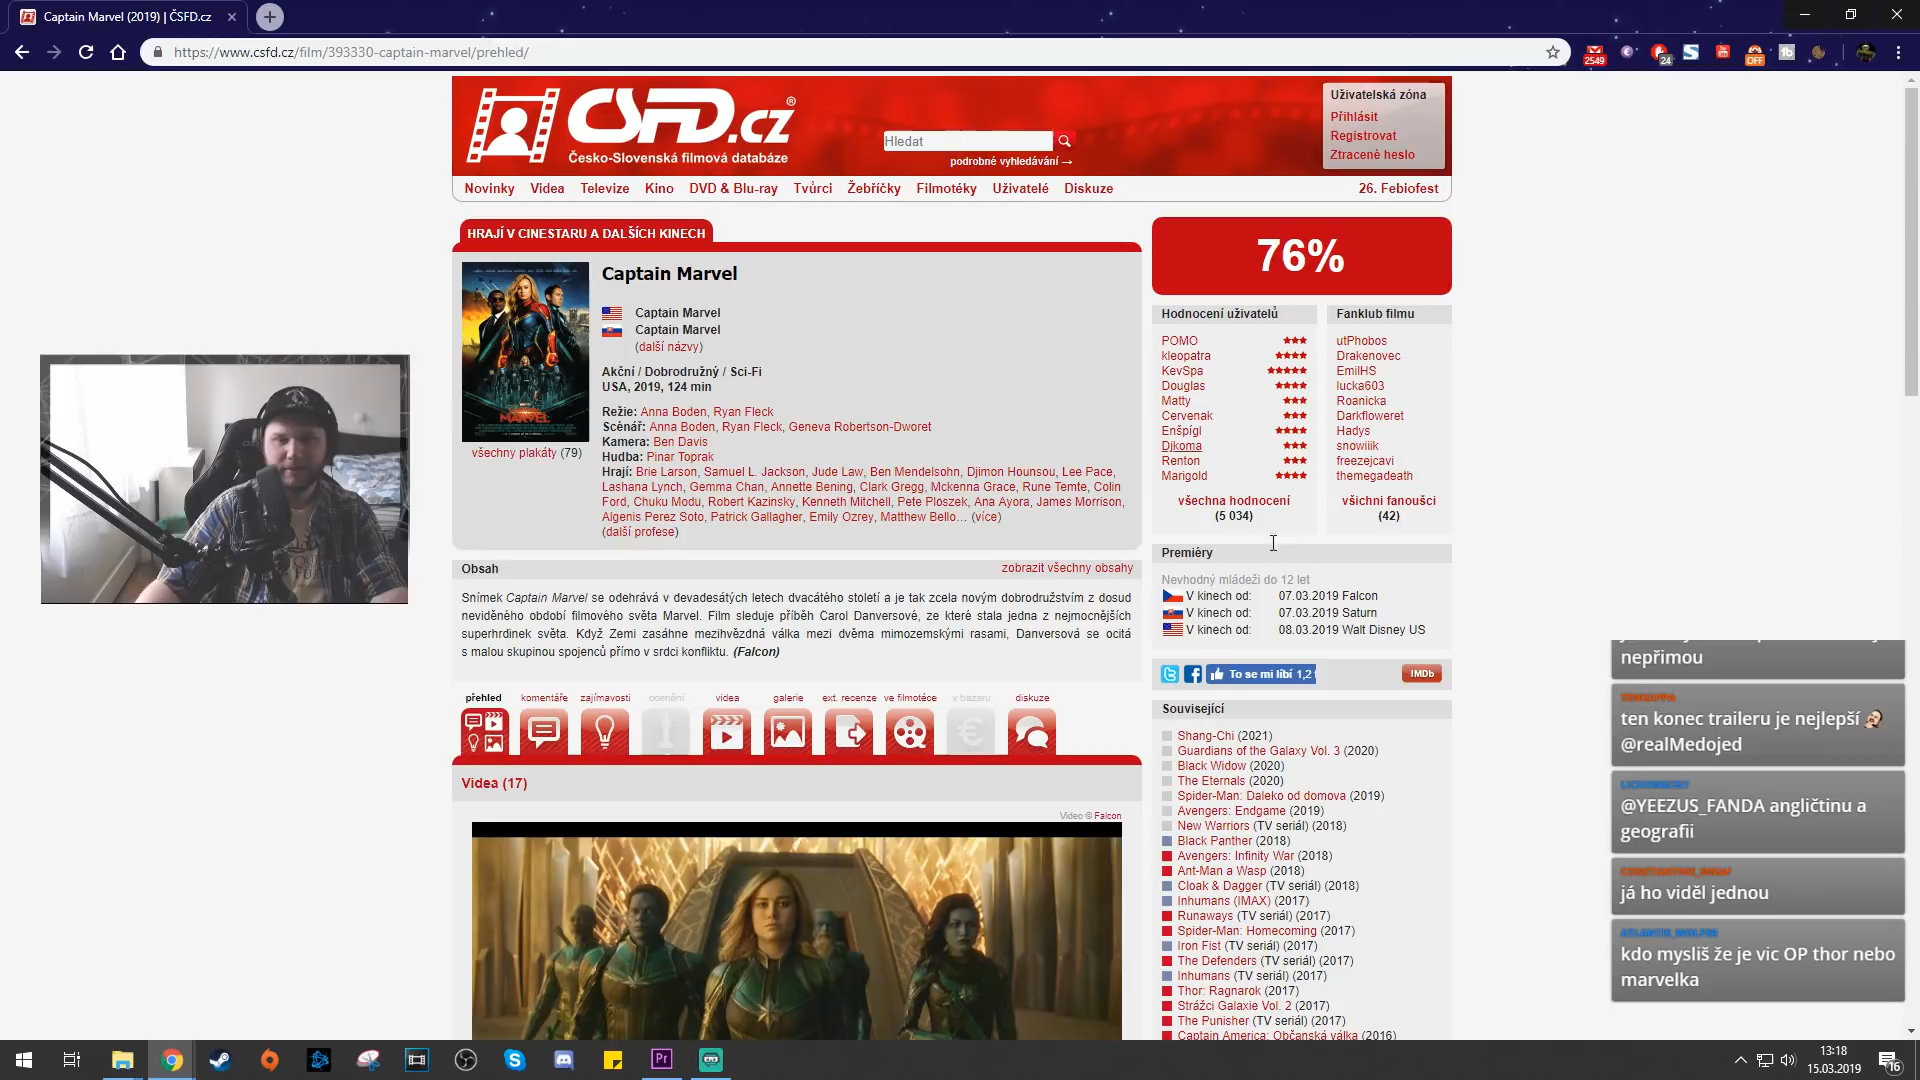 Captain Marvel (2019) | ČSFD.cz
https://www.csfd.cz/film/393330-captain-marvel/prehled/
2549
24
OFF
CSFD.cz®
Česko-Slovenská filmová databáze
Hledat
podrobné vyhledávání →
Uživatelská zóna
Přihlásit
Registrovat
Ztracené heslo
Novinky Videa Televize Kino DVD & Blu-ray Tvůrci Žebříčky Filmotéky Uživatelé Diskuze 26. Febiofest
HRAJÍ V CINESTARU A DALŠÍCH KINECH
MARVEL
všechny plakáty (79)
Captain Marvel
Captain Marvel
Captain Marvel
(další názvy)
Akční / Dobrodružný / Sci-Fi
USA, 2019, 124 min
Režie: Anna Boden, Ryan Fleck
Scénář: Anna Boden, Ryan Fleck, Geneva Robertson-Dworet
Kamera: Ben Davis
Hudba: Pinar Toprak
Hrají: Brie Larson, Samuel L. Jackson, Jude Law, Ben Mendelsohn, Djimon Hounsou, Lee Pace,
Lashana Lynch, Gemma Chan, Annette Bening, Clark Gregg, Mckenna Grace, Rune Temte, Colin
Ford, Chuku Modu, Robert Kazinsky, Kenneth Mitchell, Pete Ploszek, Ana Ayora, James Morrison,
Algenis Perez Soto, Patrick Gallagher, Emily Ozrey, Matthew Bello... (více)
(další profese)
Obsah zobrazit všechny obsahy
Snímek Captain Marvel se odehrává v devadesátých letech dvacátého století a je tak zcela novým dobrodružstvím z dosud
neviděného období filmového světa Marvel. Film sleduje příběh Carol Danversové, ze které stala jedna z nejmocnějších
superhrdinek světa. Když Zemi zasáhne mezihvězdná válka mezi dvěma mimozemskými rasami, Danversová se ocitá
s malou skupinou spojenců přímo v srdci konfliktu. (Falcon)
přehled komentáře zajímavosti ocenění videa galerie ext. recenze ve filmotéce v bazaru diskuze
Videa (17)
Video © Falcon
76%
Hodnocení uživatelů
POMO ★★★
kleopatra ★★★★
KevSpa ★★★★★
Douglas ★★★★
Matty ★★★
Cervenak ★★★
Enšpígl ★★★★
Djkoma ★★★
Renton ★★★
Marigold ★★★★
všechna hodnocení
(5 034)
Fanklub filmu
utPhobos
Drakenovec
EmilHS
lucka603
Roanicka
Darkfloweret
Hadys
snowiiik
freezejcavi
themegadeath
všichni fanoušci
(42)
Premiéry
Nevhodný mládeži do 12 let
V kinech od: 07.03.2019 Falcon
V kinech od: 07.03.2019 Saturn
V kinech od: 08.03.2019 Walt Disney US
To se mi líbí 1,2 t
IMDb
Související
Shang-Chi (2021)
Guardians of the Galaxy Vol. 3 (2020)
Black Widow (2020)
The Eternals (2020)
Spider-Man: Daleko od domova (2019)
Avengers: Endgame (2019)
New Warriors (TV seriál) (2018)
Black Panther (2018)
Avengers: Infinity War (2018)
Ant-Man a Wasp (2018)
Cloak & Dagger (TV seriál) (2018)
Inhumans (IMAX) (2017)
Runaways (TV seriál) (2017)
Spider-Man: Homecoming (2017)
Iron Fist (TV seriál) (2017)
The Defenders (TV seriál) (2017)
Inhumans (TV seriál) (2017)
Thor: Ragnarok (2017)
Strážci Galaxie Vol. 2 (2017)
The Punisher (TV seriál) (2017)
Captain America: Občanská válka (2016)
nepřimou
ten konec traileru je nejlepší
@realMedojed
@YEEZUS_FANDA angličtinu a
geografii
já ho viděl jednou
kdo mysliš že je vic OP thor nebo
marvelka
Pr
13:18
15.03.2019
16